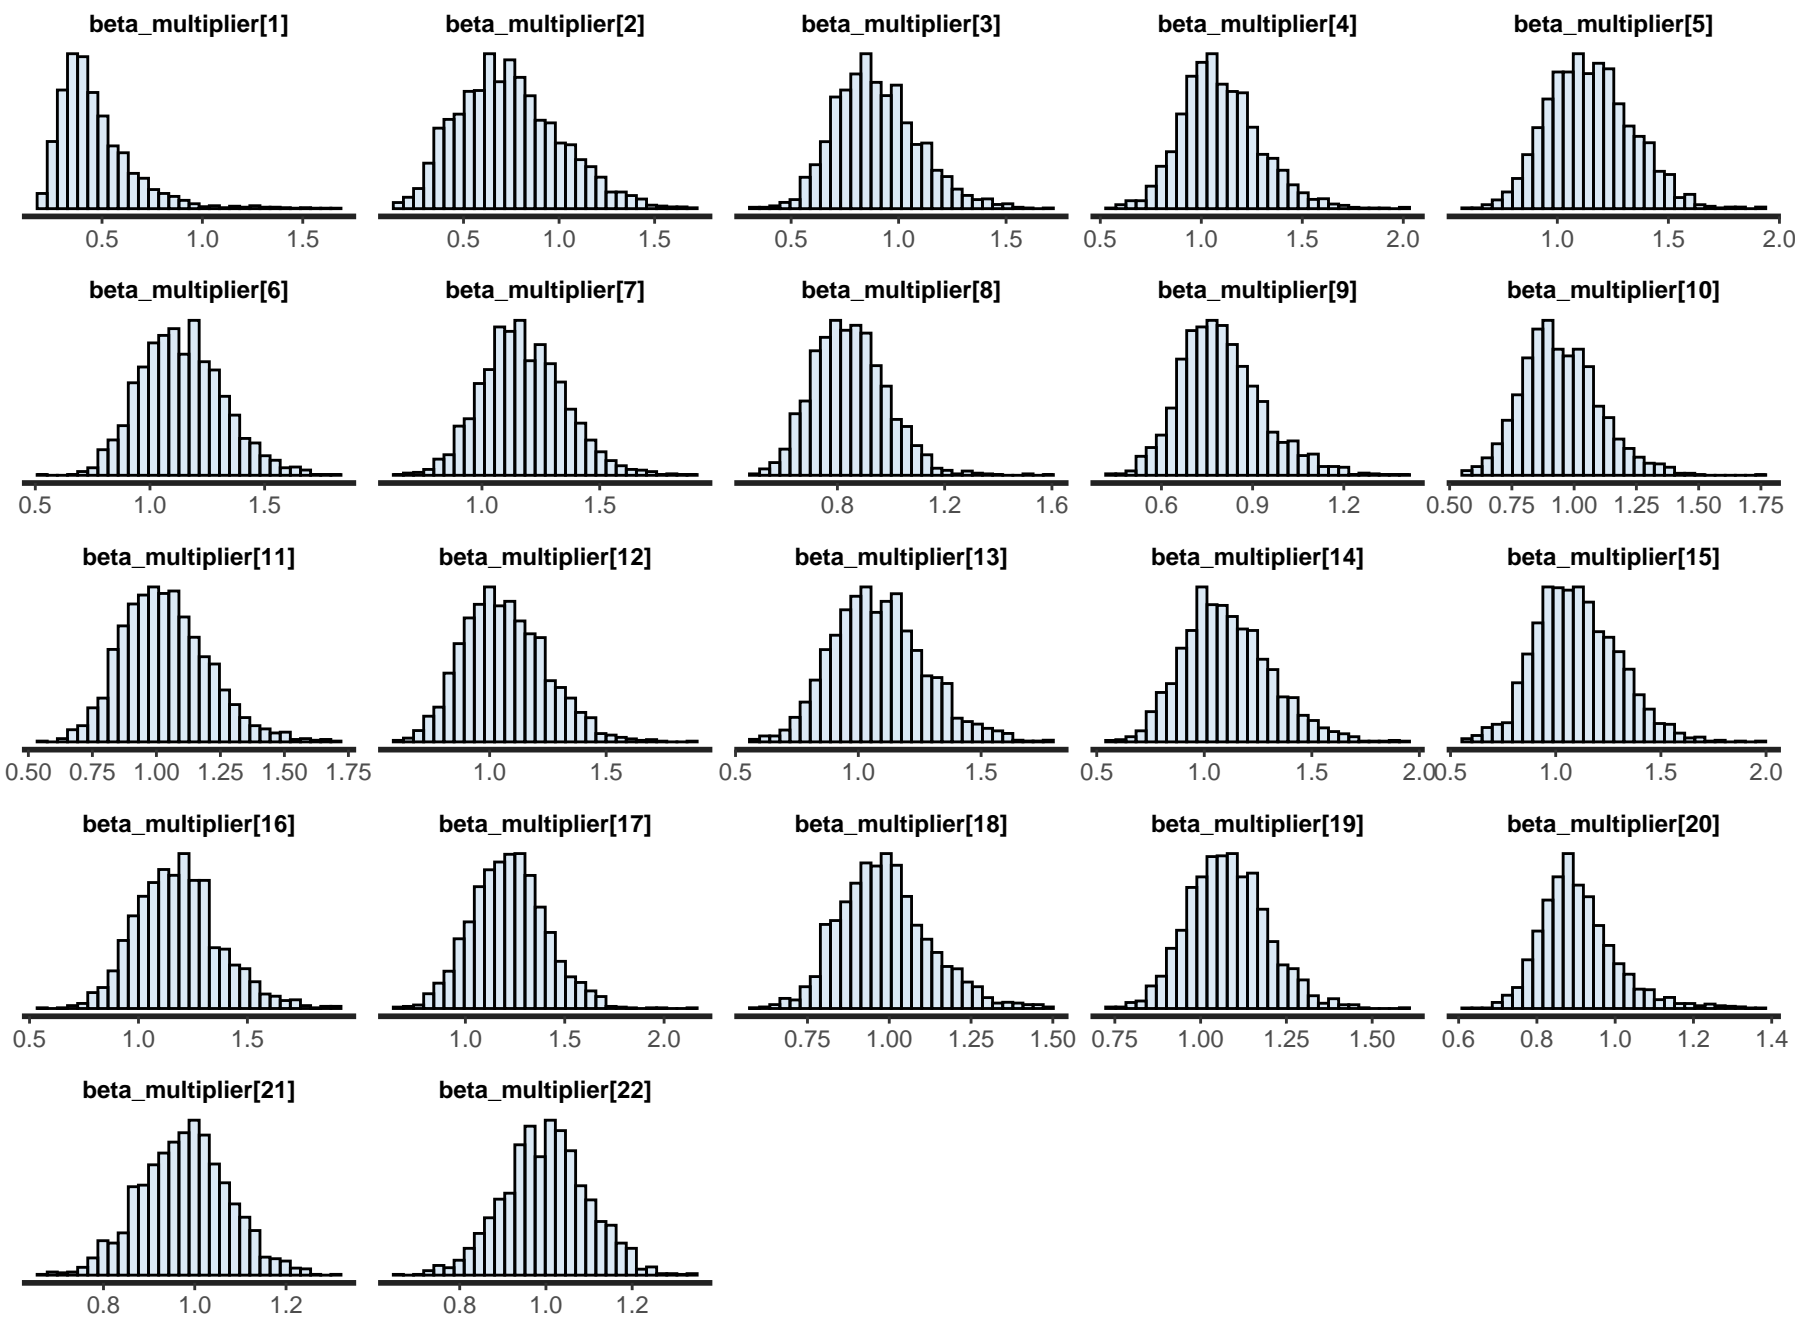 beta_multiplier[1] beta_multiplier[2] beta_multiplier[3] beta_multiplier[4] beta_multiplier[5]
0.5 1.0 1.5 0.5 1.0 1.5 0.5 1.0 1.5 0.5 1.0 1.5 2.0 1.0 1.5 2.0
beta_multiplier[6] beta_multiplier[7] beta_multiplier[8] beta_multiplier[9] beta_multiplier[10]
0.5 1.0 1.5 1.0 1.5 0.8 1.2 1.6 0.6 0.9 1.2 0.50 0.75 1.00 1.25 1.50 1.75
beta_multiplier[11] beta_multiplier[12] beta_multiplier[13] beta_multiplier[14] beta_multiplier[15]
0.50 0.75 1.00 1.25 1.50 1.75 1.0 1.5 0.5 1.0 1.5 0.5 1.0 1.5 2.0 0.5 1.0 1.5 2.0
beta_multiplier[16] beta_multiplier[17] beta_multiplier[18] beta_multiplier[19] beta_multiplier[20]
0.5 1.0 1.5 1.0 1.5 2.0 0.75 1.00 1.25 1.50 0.75 1.00 1.25 1.50 0.6 0.8 1.0 1.2 1.4
beta_multiplier[21] beta_multiplier[22]
0.8 1.0 1.2 0.8 1.0 1.2